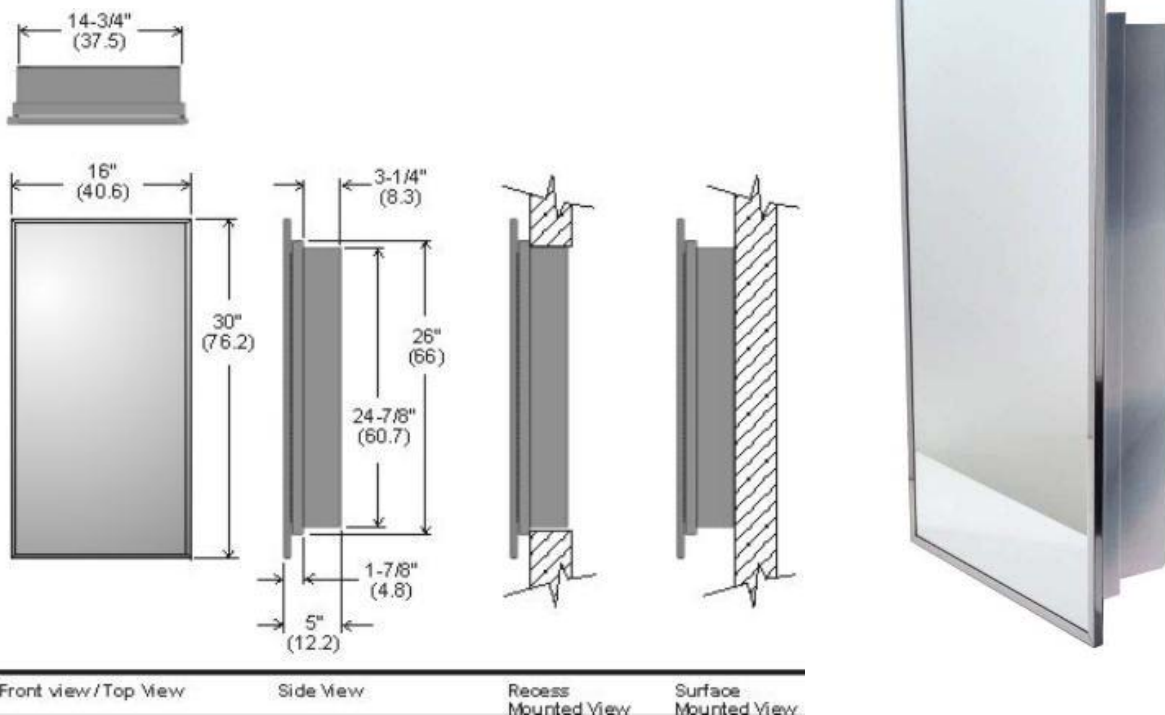 14-3/4"
(37.5)
16"
(40.6)
3-1/4"
(8.3)
30"
(76.2)
26"
(66)
24-7/8"
(60.7)
1-7/8"
(4.8)
5"
(12.2)
Front view / Top View
Side View
Recess
Mounted View
Surface
Mounted View